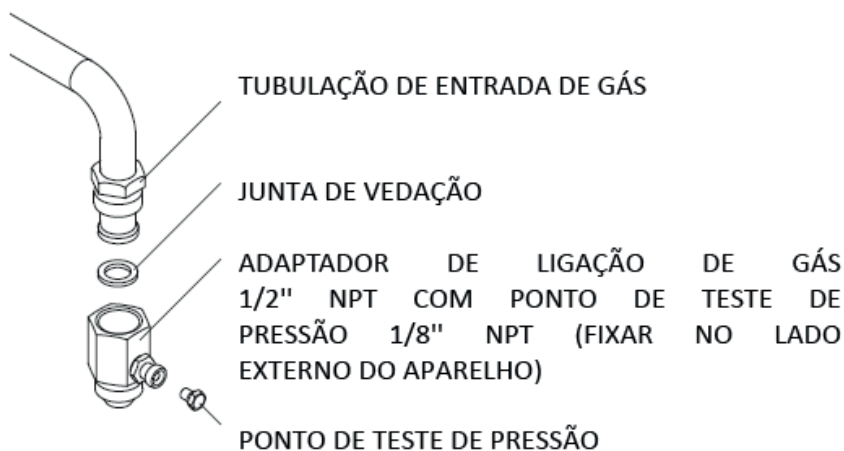 TUBULAÇÃO DE ENTRADA DE GÁS
JUNTA DE VEDAÇÃO
ADAPTADOR DE LIGAÇÃO DE GÁS
1/2'' NPT COM PONTO DE TESTE DE
PRESSÃO 1/8'' NPT (FIXAR NO LADO
EXTERNO DO APARELHO)
PONTO DE TESTE DE PRESSÃO